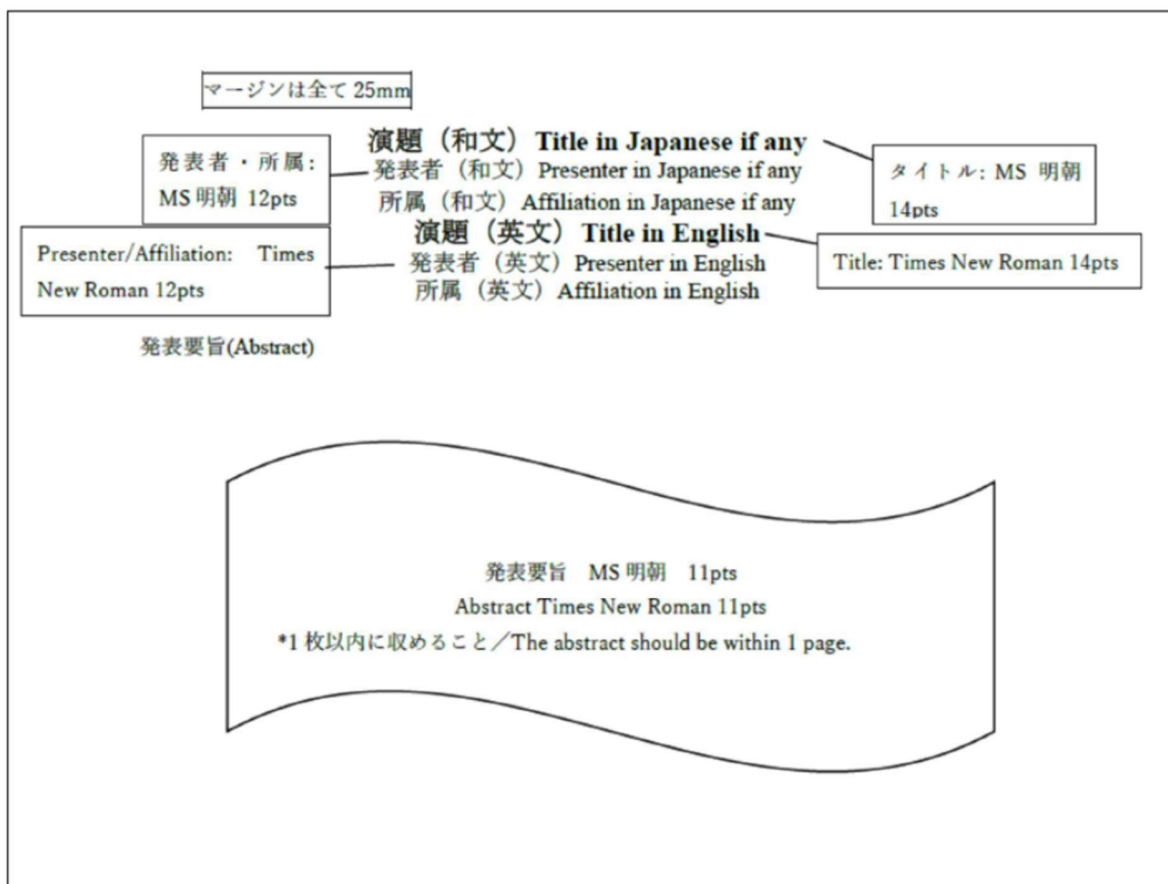 マージンは全て 25mm
演題（和文）Title in Japanese if any
発表者・所属:
MS 明朝 12pts
発表者（和文）Presenter in Japanese if any
所属（和文）Affiliation in Japanese if any
タイトル: MS 明朝
14pts
演題（英文）Title in English
Presenter/Affiliation: Times
New Roman 12pts
発表者（英文）Presenter in English
所属（英文）Affiliation in English
Title: Times New Roman 14pts
発表要旨(Abstract)
発表要旨　MS 明朝　11pts
Abstract Times New Roman 11pts
*1 枚以内に収めること／The abstract should be within 1 page.